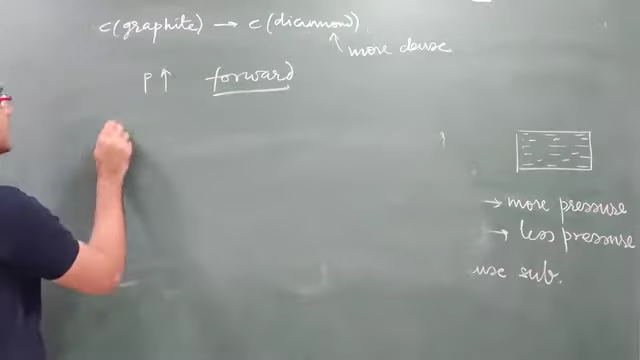 c(graphite) → c(diamond)
more dense
P↑ forward
→ more pressure
→ less pressure
use sub.